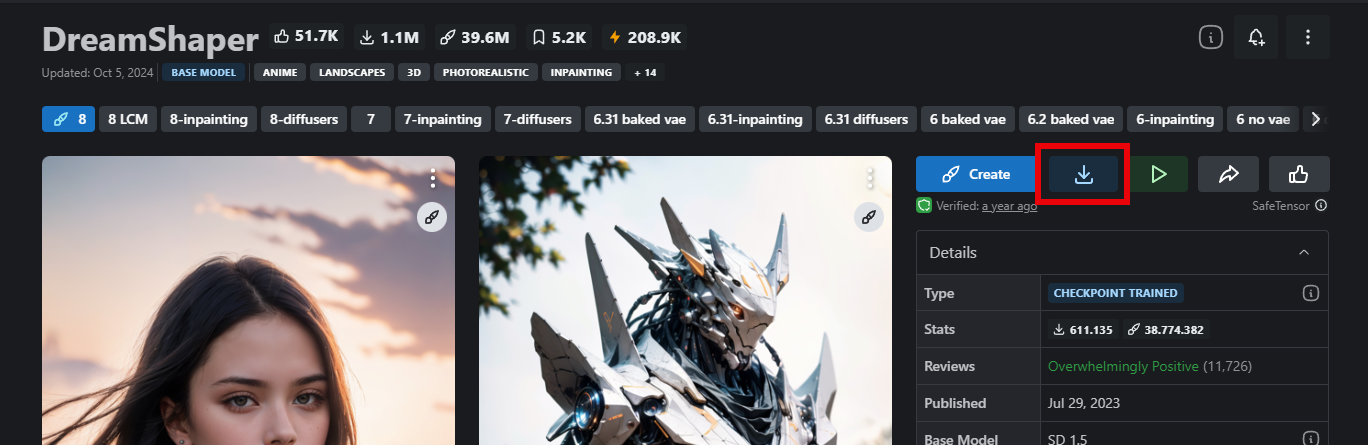 DreamShaper 51.7K 1.1M 39.6M 5.2K 208.9K
Updated: Oct 5, 2024 BASE MODEL ANIME LANDSCAPES 3D PHOTOREALISTIC INPAINTING + 14
8 8 LCM 8-inpainting 8-diffusers 7 7-inpainting 7-diffusers 6.31 baked vae 6.31-inpainting 6.31 diffusers 6 baked vae 6.2 baked vae 6-inpainting 6 no vae
Create
Verified: a year ago SafeTensor
Details
Type CHECKPOINT TRAINED
Stats 611.135 38.774.382
Reviews Overwhelmingly Positive (11,726)
Published Jul 29, 2023
Base Model SD 1.5